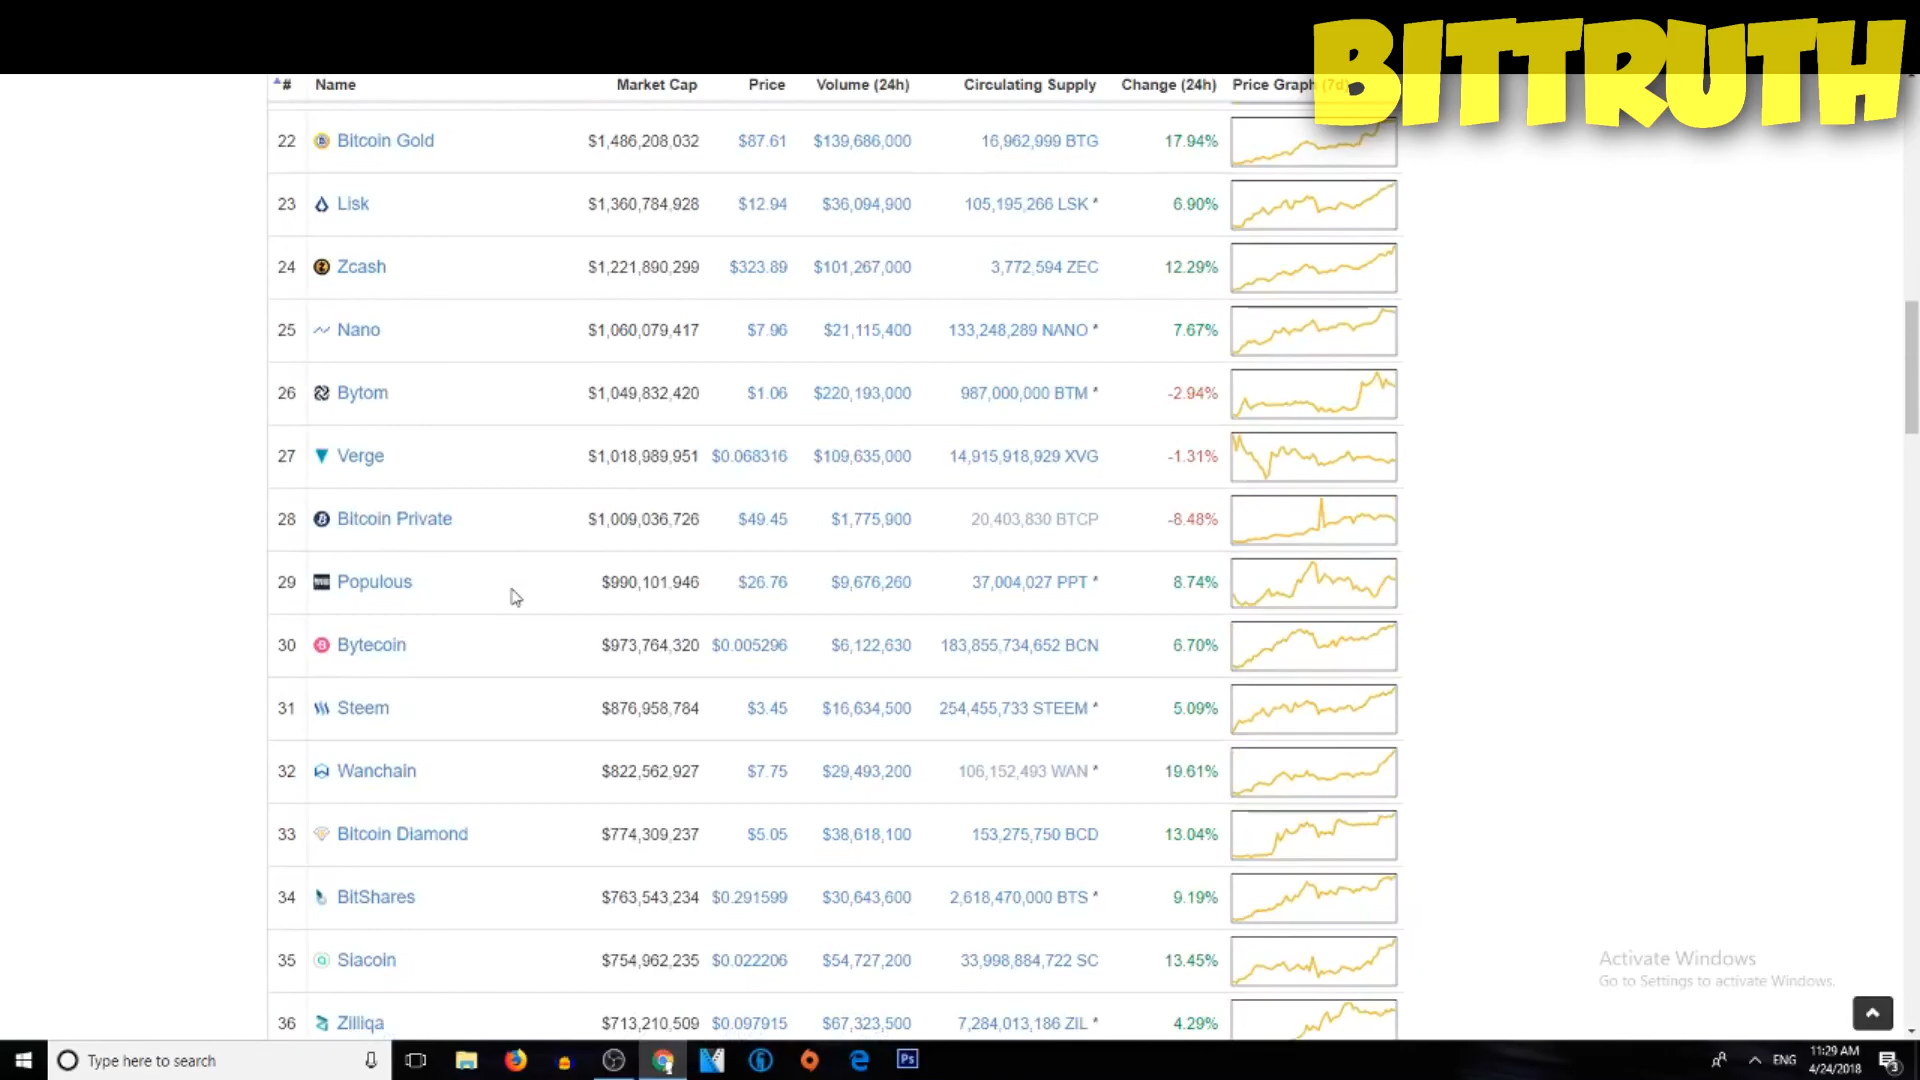 BITTRUTH
# Name Market Cap Price Volume (24h) Circulating Supply Change (24h) Price Graph (7d)
22 Bitcoin Gold $1,486,208,032 $87.61 $139,686,000 16,962,999 BTG 17.94%
23 Lisk $1,360,784,928 $12.94 $36,094,900 105,195,266 LSK * 6.90%
24 Zcash $1,221,890,299 $323.89 $101,267,000 3,772,594 ZEC 12.29%
25 Nano $1,060,079,417 $7.96 $21,115,400 133,248,289 NANO * 7.67%
26 Bytom $1,049,832,420 $1.06 $220,193,000 987,000,000 BTM * -2.94%
27 Verge $1,018,989,951 $0.068316 $109,635,000 14,915,918,929 XVG -1.31%
28 Bitcoin Private $1,009,036,726 $49.45 $1,775,900 20,403,830 BTCP -8.48%
29 Populous $990,101,946 $26.76 $9,676,260 37,004,027 PPT * 8.74%
30 Bytecoin $973,764,320 $0.005296 $6,122,630 183,855,734,652 BCN 6.70%
31 Steem $876,958,784 $3.45 $16,634,500 254,455,733 STEEM * 5.09%
32 Wanchain $822,562,927 $7.75 $29,493,200 106,152,493 WAN * 19.61%
33 Bitcoin Diamond $774,309,237 $5.05 $38,618,100 153,275,750 BCD 13.04%
34 BitShares $763,543,234 $0.291599 $30,643,600 2,618,470,000 BTS * 9.19%
35 Siacoin $754,962,235 $0.022206 $54,727,200 33,998,884,722 SC 13.45%
36 Zilliqa $713,210,509 $0.097915 $67,323,500 7,284,013,186 ZIL * 4.29%
Activate Windows
Go to Settings to activate Windows.
Type here to search
Ps
ENG
11:29 AM
4/24/2018
3